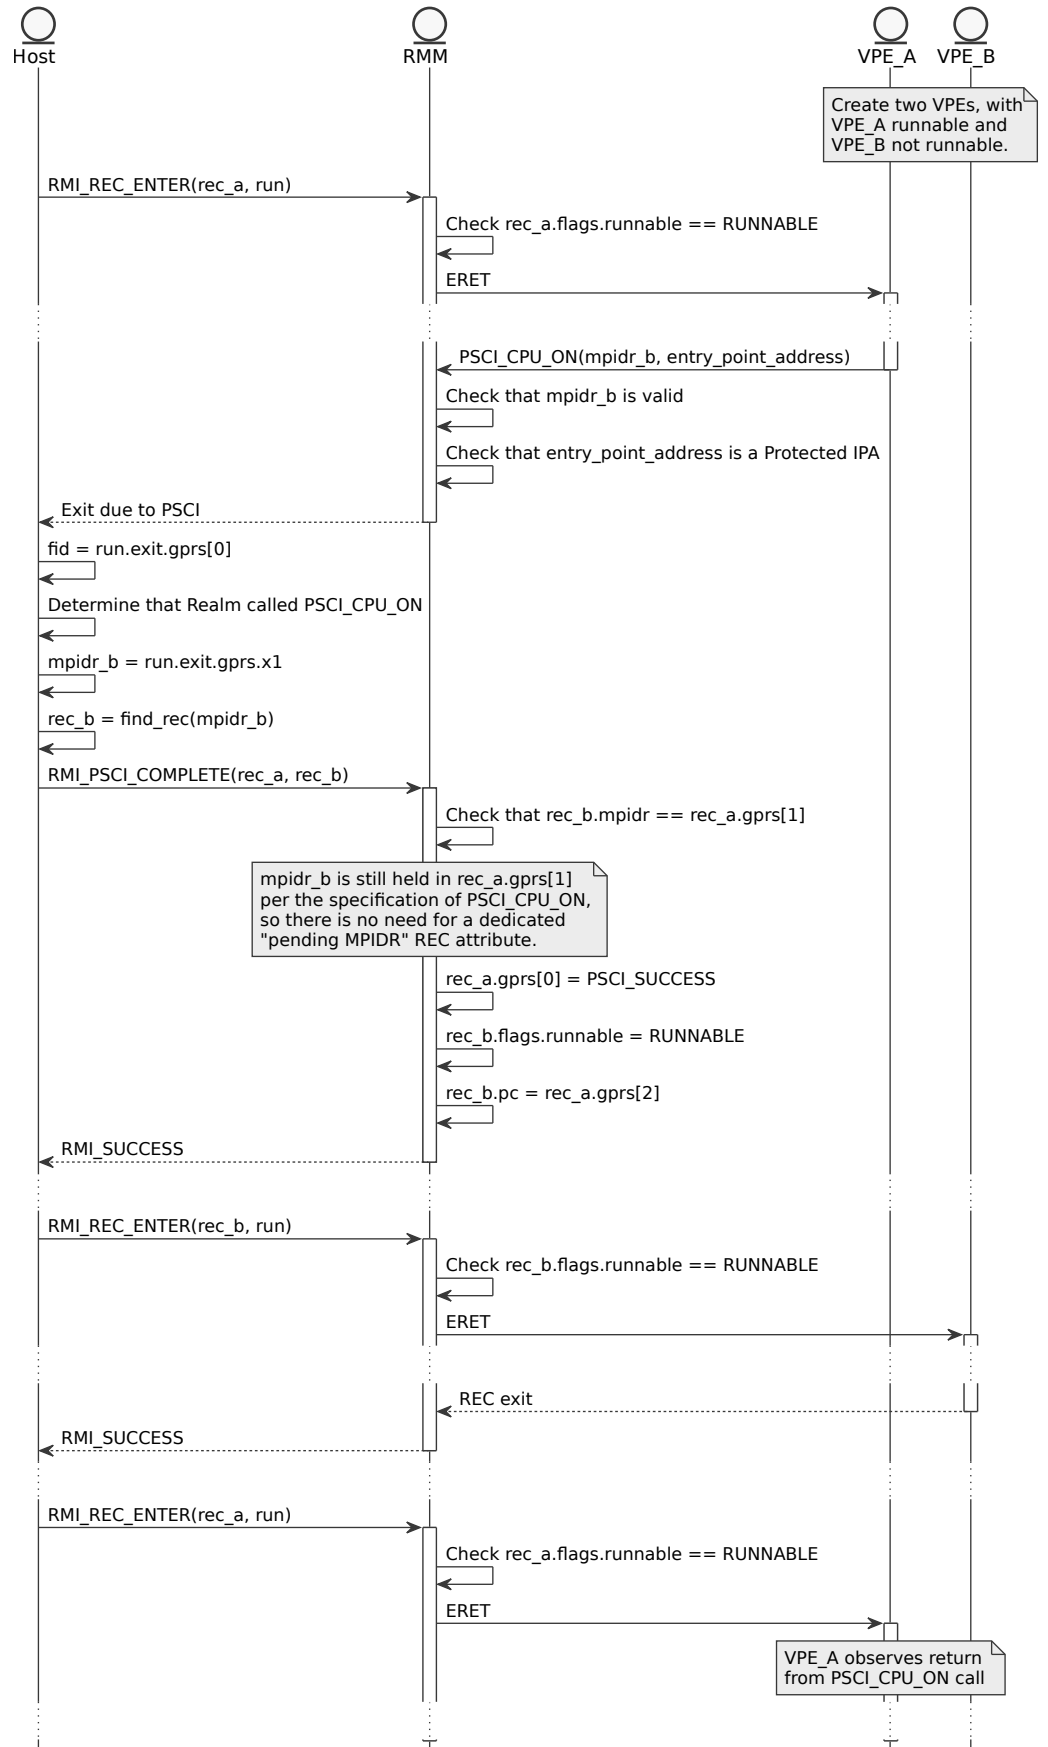 Host
RMM
VPE_A
VPE_B
Create two VPEs, with
VPE_A runnable and
VPE_B not runnable.
RMI_REC_ENTER(rec_a, run)
Check rec_a.flags.runnable == RUNNABLE
ERET
PSCI_CPU_ON(mpidr_b, entry_point_address)
Check that mpidr_b is valid
Check that entry_point_address is a Protected IPA
Exit due to PSCI
fid = run.exit.gprs[0]
Determine that Realm called PSCI_CPU_ON
mpidr_b = run.exit.gprs.x1
rec_b = find_rec(mpidr_b)
RMI_PSCI_COMPLETE(rec_a, rec_b)
Check that rec_b.mpidr == rec_a.gprs[1]
mpidr_b is still held in rec_a.gprs[1]
per the specification of PSCI_CPU_ON,
so there is no need for a dedicated
"pending MPIDR" REC attribute.
rec_a.gprs[0] = PSCI_SUCCESS
rec_b.flags.runnable = RUNNABLE
rec_b.pc = rec_a.gprs[2]
RMI_SUCCESS
RMI_REC_ENTER(rec_b, run)
Check rec_b.flags.runnable == RUNNABLE
ERET
REC exit
RMI_SUCCESS
RMI_REC_ENTER(rec_a, run)
Check rec_a.flags.runnable == RUNNABLE
ERET
VPE_A observes return
from PSCI_CPU_ON call